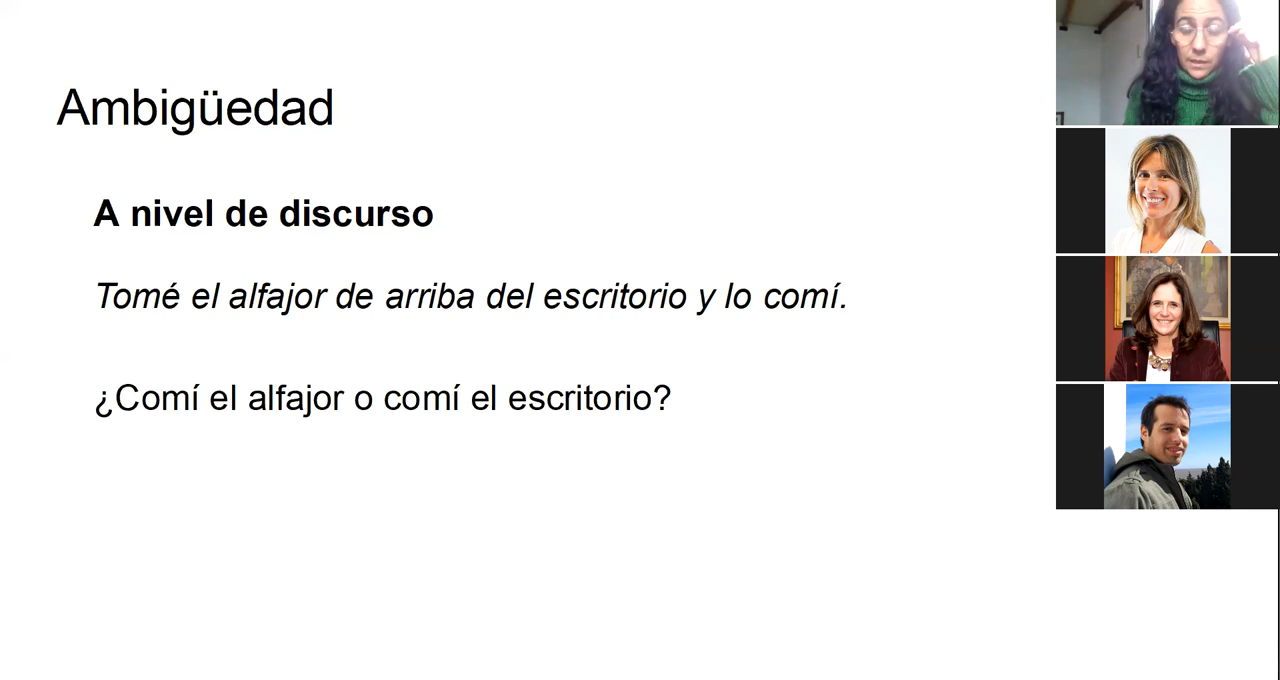 Ambigüedad
A nivel de discurso
Tomé el alfajor de arriba del escritorio y lo comí.
¿Comí el alfajor o comí el escritorio?